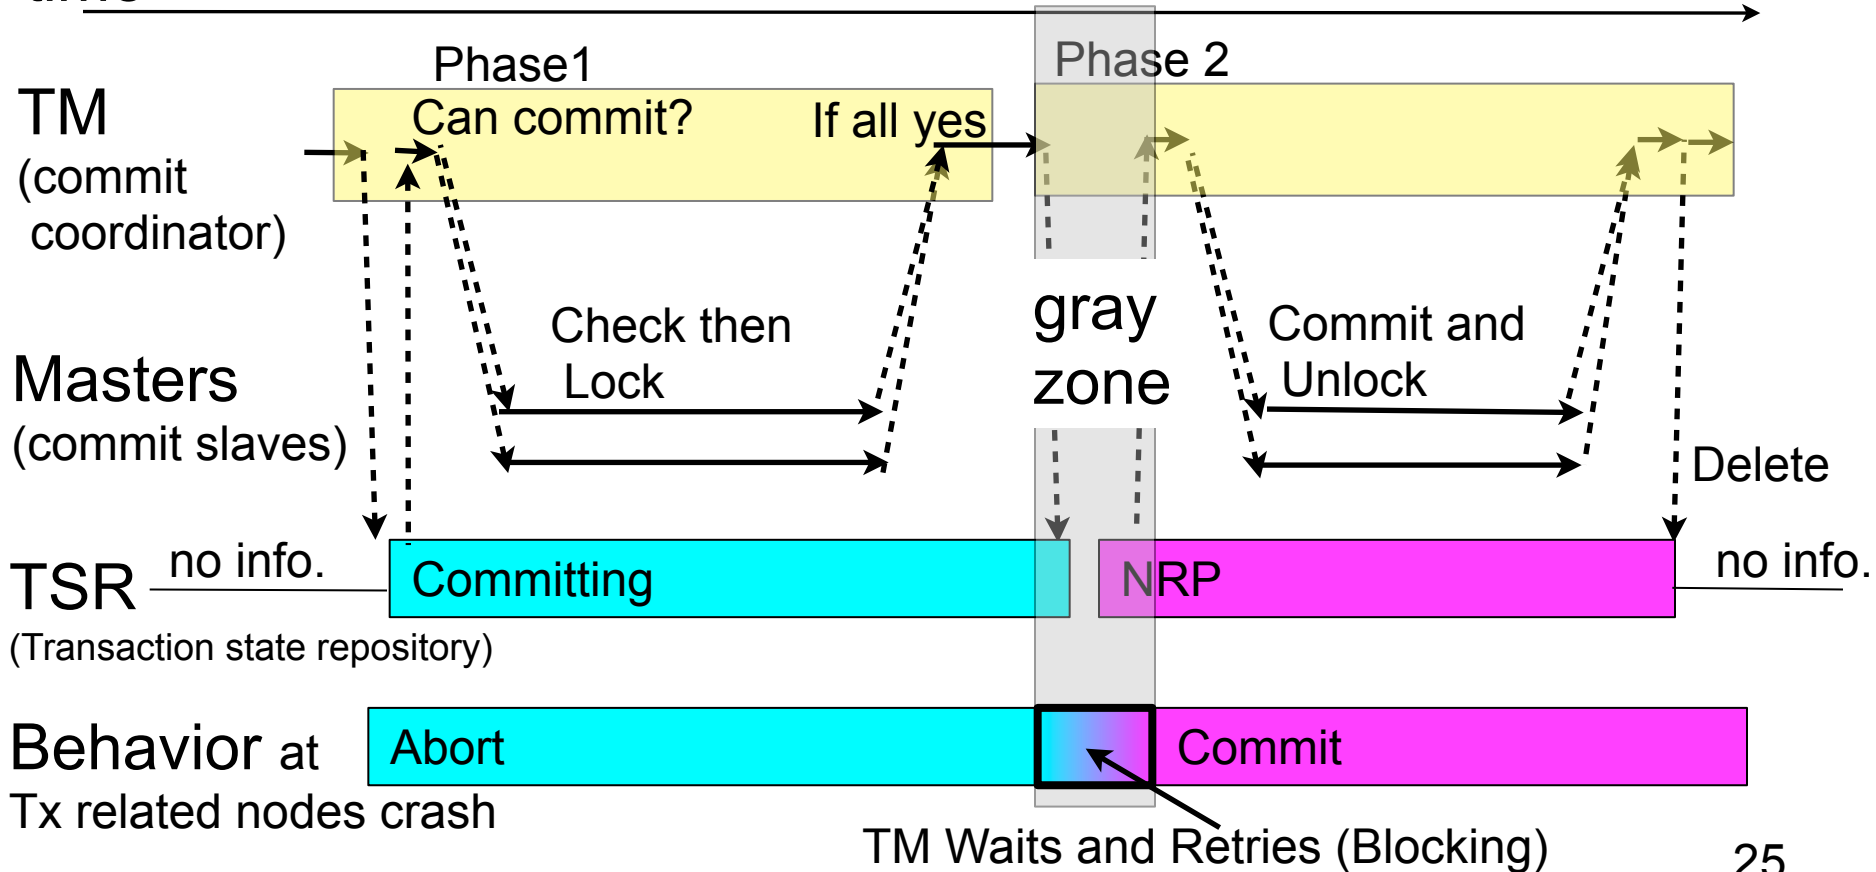 time
Phase1
Phase 2
TM
(commit
coordinator)
Can commit?
If all yes
gray
zone
Masters
(commit slaves)
Check then
Lock
Commit and
Unlock
Delete
TSR
(Transaction state repository)
no info.
Committing
NRP
no info.
Behavior at
Tx related nodes crash
Abort
Commit
TM Waits and Retries (Blocking)
25